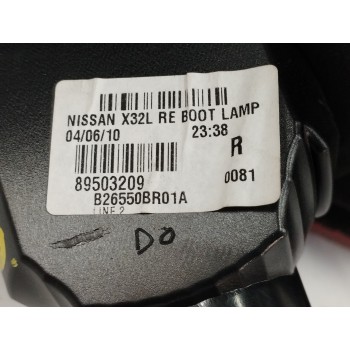 NISSAN X32L RE BOOT LAMP
04/06/10 23:38
R
89503209 0081
B26550BR01A
LINE 2
DO